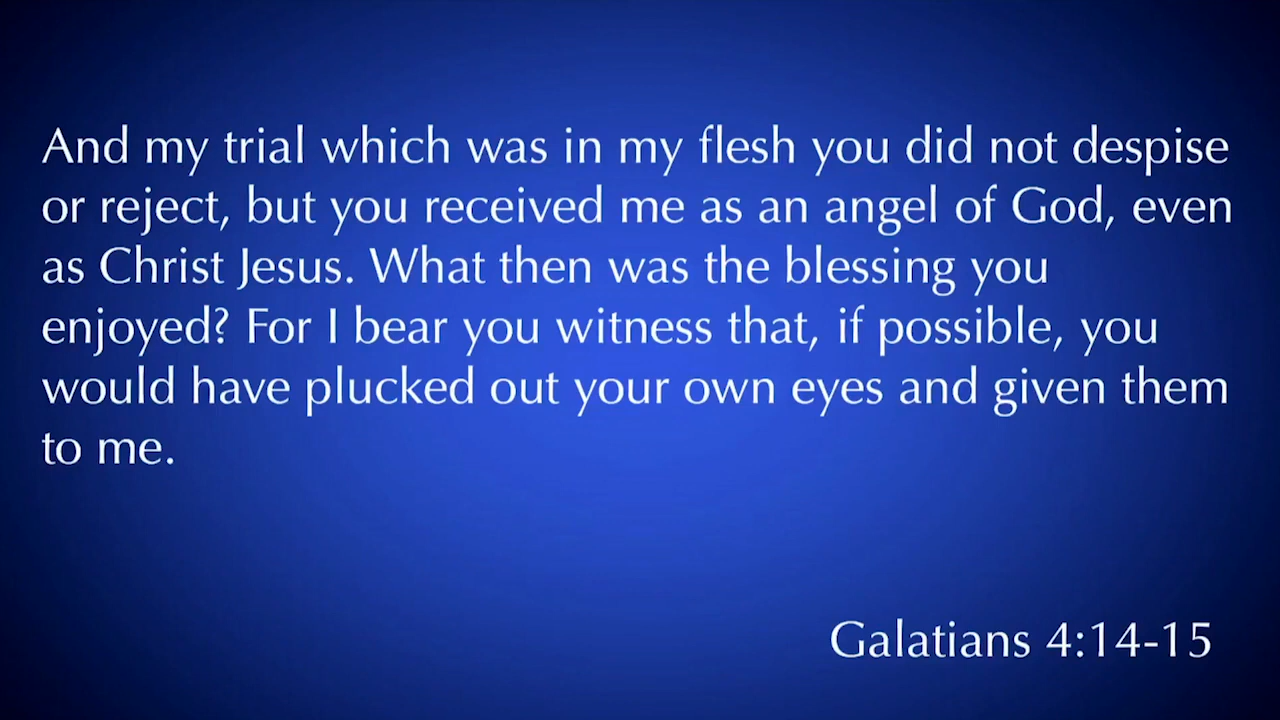 And my trial which was in my flesh you did not despise
or reject, but you received me as an angel of God, even
as Christ Jesus. What then was the blessing you
enjoyed? For I bear you witness that, if possible, you
would have plucked out your own eyes and given them
to me.
Galatians 4:14-15